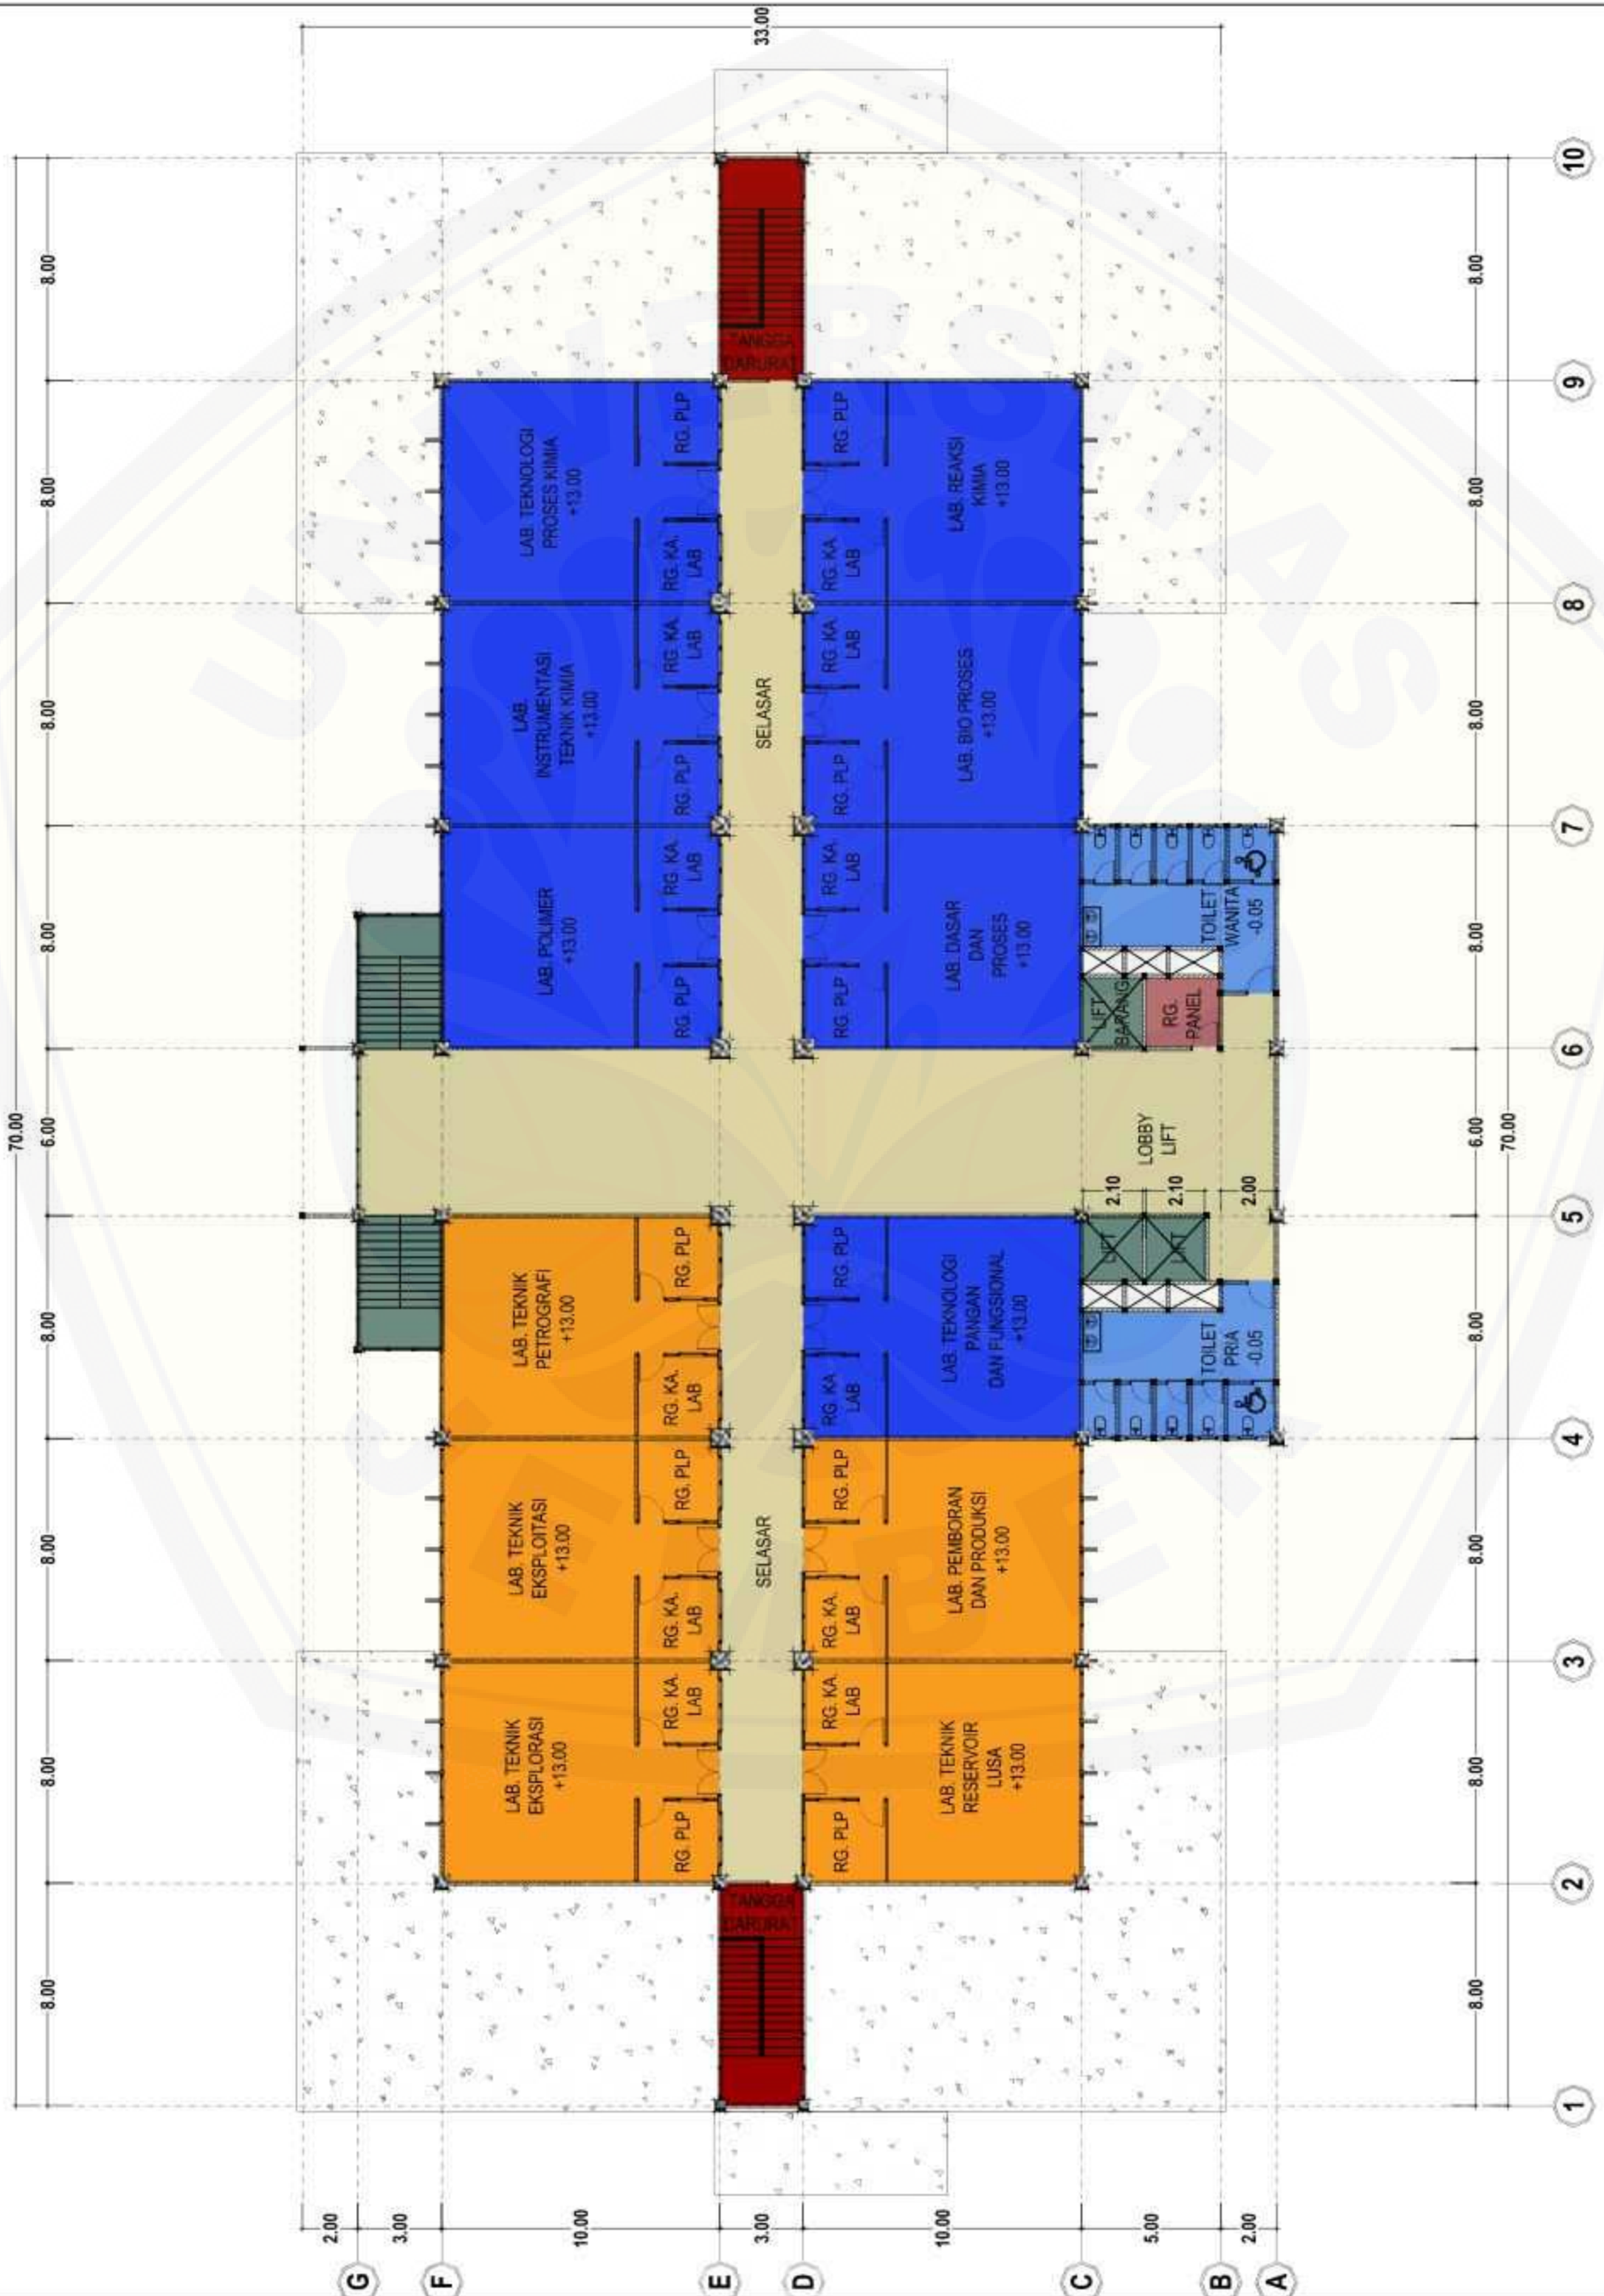 70.00
8.00
8.00
8.00
8.00
6.00
8.00
8.00
8.00
8.00
2.00
G
3.00
F
LAB. TEKNIK
EKSPLORASI
+13.00
LAB. TEKNIK
EKSPLOITASI
+13.00
LAB. TEKNIK
PETROGRAFI
+13.00
LAB. POLIMER
+13.00
LAB.
INSTRUMENTASI
TEKNIK KIMIA
+13.00
LAB. TEKNOLOGI
PROSES KIMIA
+13.00
10.00
RG. PLP
RG. KA.
LAB
RG. KA.
LAB
RG. PLP
RG. KA.
LAB
RG. PLP
RG. PLP
RG. KA.
LAB
RG. PLP
RG. KA.
LAB
RG. KA.
LAB
RG. PLP
E
3.00
TANGGA
DARURAT
SELASAR
SELASAR
TANGGA
DARURAT
33.00
D
RG. PLP
RG. KA.
LAB
RG. KA.
LAB
RG. PLP
RG. KA.
LAB
RG. PLP
RG. PLP
RG. KA.
LAB
RG. PLP
RG. KA.
LAB
RG. KA.
LAB
RG. PLP
10.00
LAB. TEKNIK
RESERVOIR
LUSA
+13.00
LAB. PEMBORAN
DAN PRODUKSI
+13.00
LAB. TEKNOLOGI
PANGAN
DAN FUNGSIONAL
+13.00
LAB. DASAR
DAN
PROSES
+13.00
LAB. BIO PROSES
+13.00
LAB. REAKSI
KIMIA
+13.00
C
5.00
LIFT
LIFT
2.10
2.10
2.00
LOBBY
LIFT
LIFT
BARANG
RG.
PANEL
TOILET
PRIA
-0.05
TOILET
WANITA
-0.05
B
2.00
A
8.00
8.00
8.00
8.00
6.00
8.00
8.00
8.00
8.00
70.00
1
2
3
4
5
6
7
8
9
10
UNIVERSITAS
JEMBER